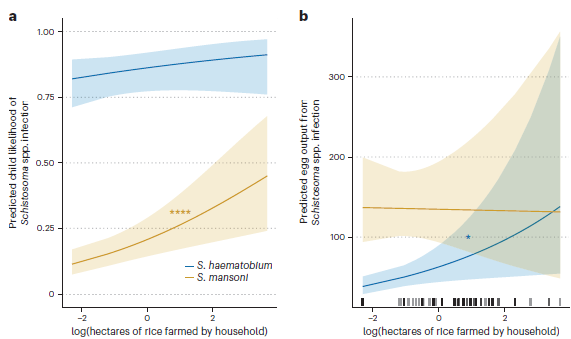 a
Predicted child likelihood of
Schistosoma spp. infection
1.00
0.75
0.50
0.25
0
****
S. haematobium
S. mansoni
−2
0
2
log(hectares of rice farmed by household)
b
Predicted egg output from
Schistosoma spp. infection
300
200
100
*
−2
0
2
log(hectares of rice farmed by household)